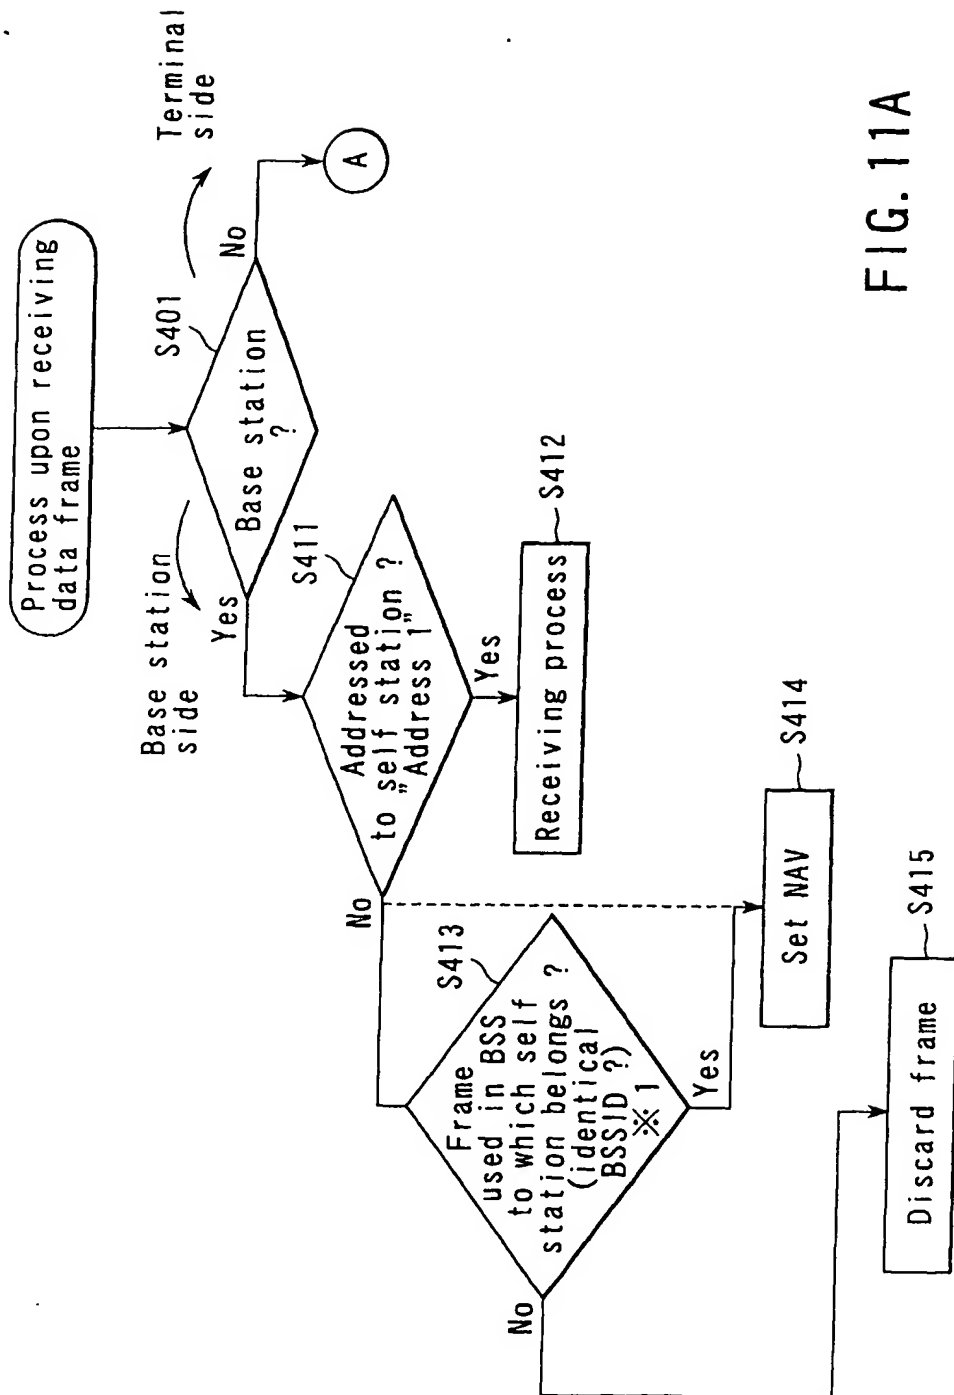 Process upon receiving
data frame
Terminal
side
S401
Base station
?
No
A
Base station
side
Yes
S411
Addressed
to self station ?
„Address 1”
Yes
S412
Receiving process
No
S413
Frame
used in BSS
to which self
station belongs ?
(identical
BSSID ?)
※1
Yes
S414
Set NAV
No
S415
Discard frame
FIG. 11A